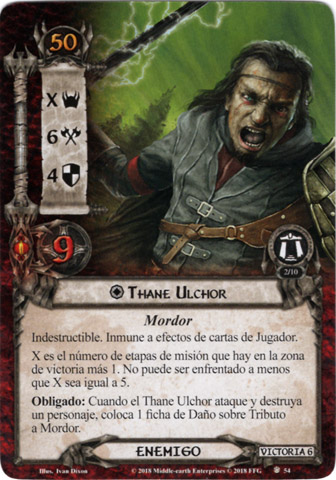 50
X
6
4
9
2/10
THANE ULCHOR
Mordor
Indestructible. Inmune a efectos de cartas de Jugador.
X es el número de etapas de misión que hay en la zona
de victoria más 1. No puede ser enfrentado a menos
que X sea igual a 5.
Obligado: Cuando el Thane Ulchor ataque y destruya
un personaje, coloca 1 ficha de Daño sobre Tributo
a Mordor.
ENEMIGO
VICTORIA 6
Illus. Ivan Dixon
© 2018 Middle-earth Enterprises © 2018 FFG
54